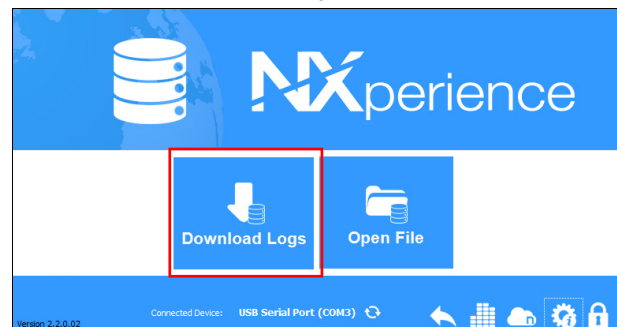 NXperience
Download Logs
Open File
Connected Device: USB Serial Port (COM3)
n
i
Version 2.2.0.02